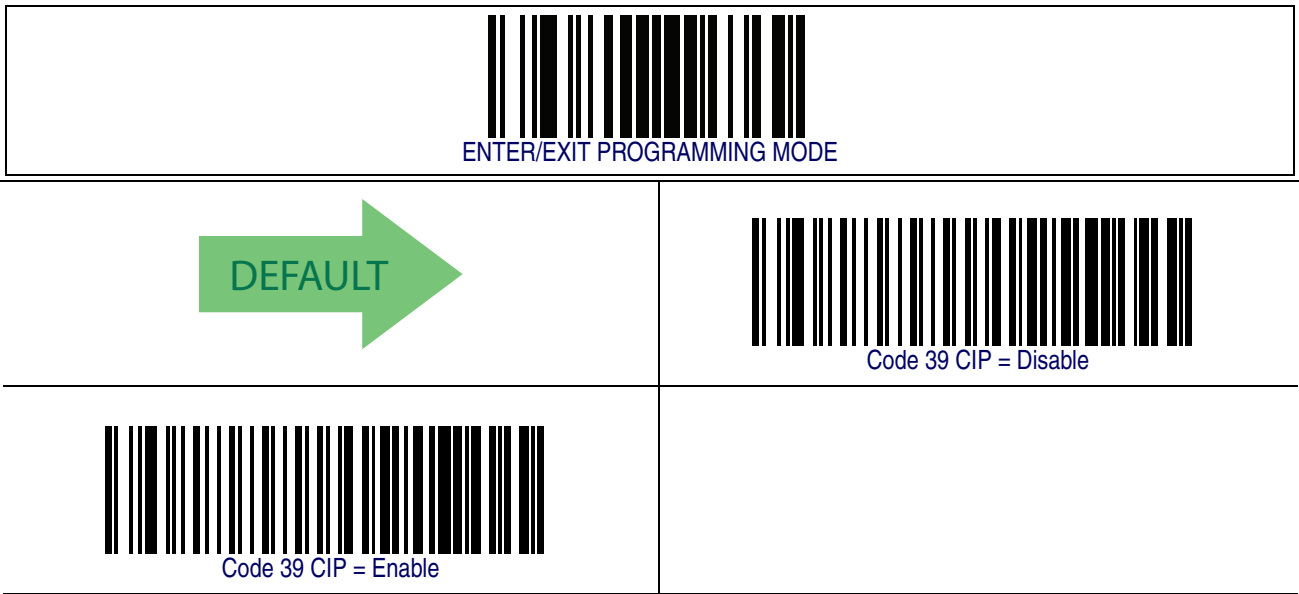 ENTER/EXIT PROGRAMMING MODE
DEFAULT
Code 39 CIP = Disable
Code 39 CIP = Enable